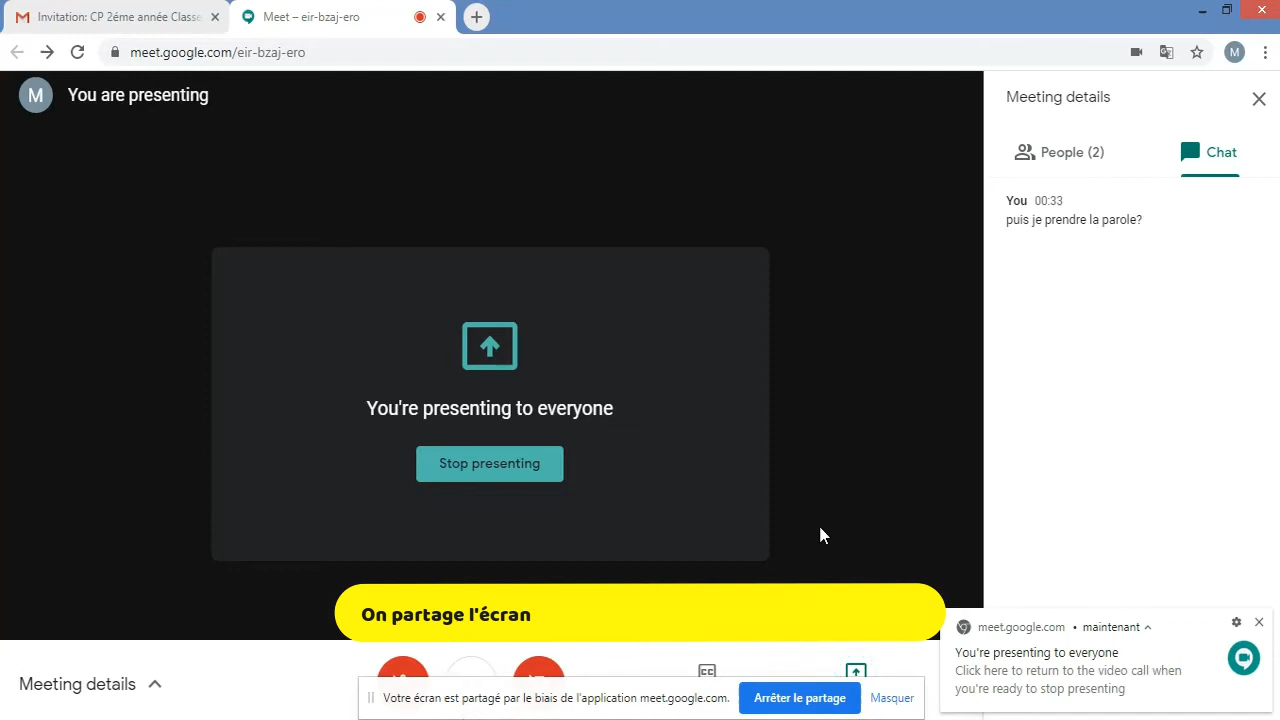 Invitation: CP 2éme année Classe
Meet – eir-bzaj-ero
meet.google.com/eir-bzaj-ero
M
M
You are presenting
Meeting details
People (2)
Chat
You 00:33
puis je prendre la parole?
You're presenting to everyone
Stop presenting
On partage l'écran
meet.google.com • maintenant
You're presenting to everyone
Click here to return to the video call when
you're ready to stop presenting
Meeting details
CC
Votre écran est partagé par le biais de l'application meet.google.com.
Arrêter le partage
Masquer